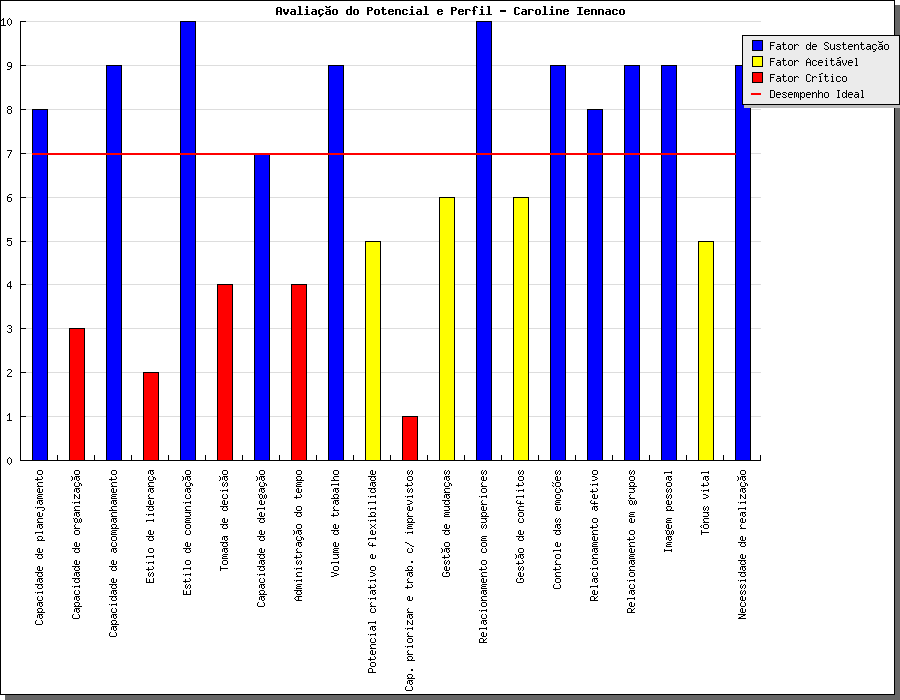 Avaliação do Potencial e Perfil - Caroline Iennaco
Fator de Sustentação
Fator Aceitável
Fator Crítico
Desempenho Ideal
10
9
8
7
6
5
4
3
2
1
0
Capacidade de planejamento
Capacidade de organização
Capacidade de acompanhamento
Estilo de liderança
Estilo de comunicação
Tomada de decisão
Capacidade de delegação
Administração do tempo
Volume de trabalho
Potencial criativo e flexibilidade
Cap. priorizar e trab. c/ imprevistos
Gestão de mudanças
Relacionamento com superiores
Gestão de conflitos
Controle das emoções
Relacionamento afetivo
Relacionamento em grupos
Imagem pessoal
Tônus vital
Necessidade de realização